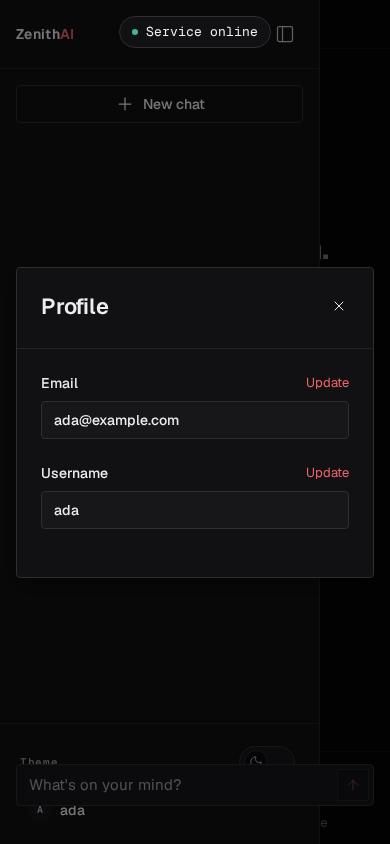 ZenithAI
Service online
New chat
Profile
Email
Update
ada@example.com
Username
Update
ada
Theme
What's on your mind?
A
ada